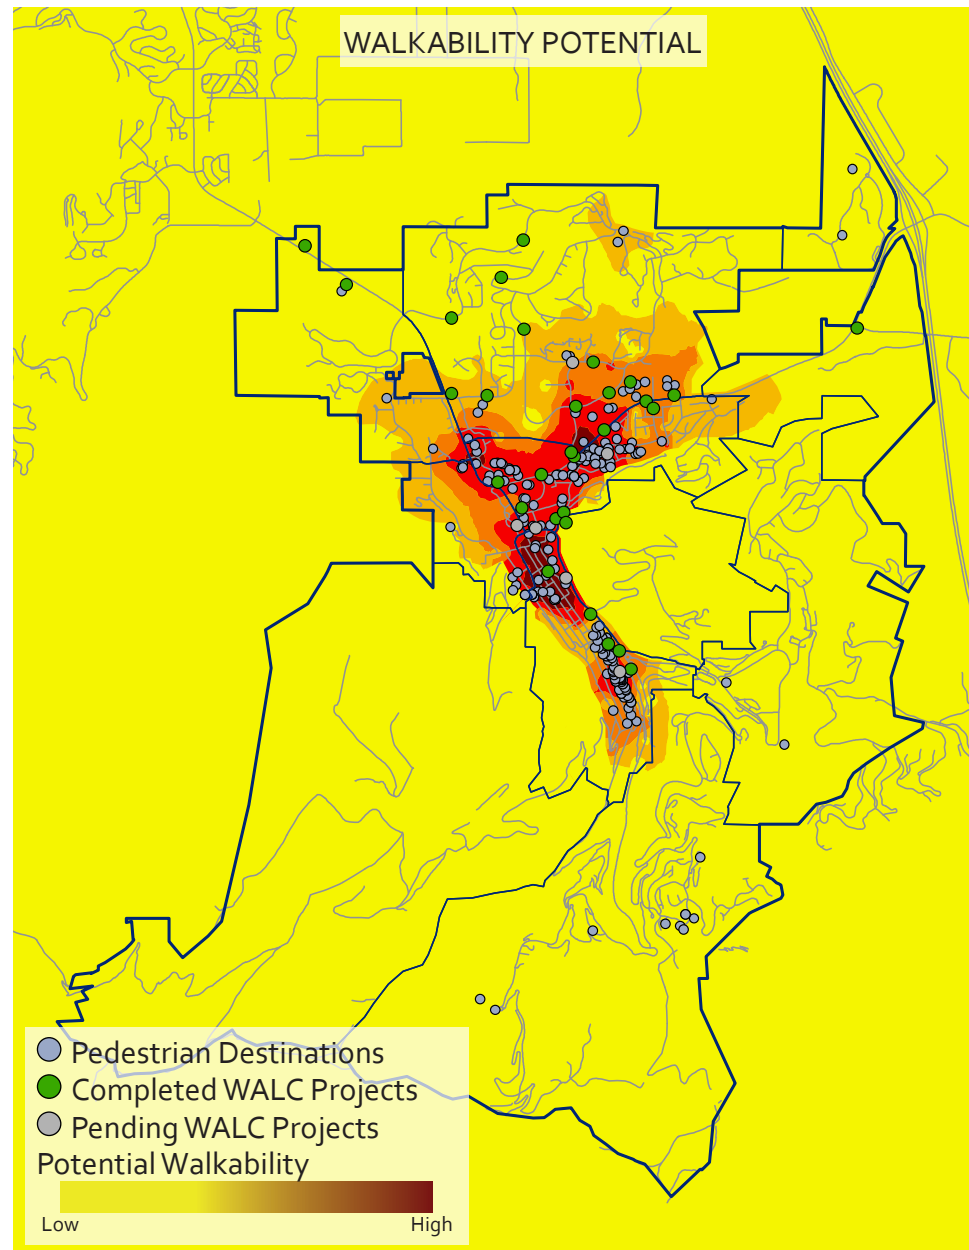 WALKABILITY POTENTIAL
Pedestrian Destinations
Completed WALC Projects
Pending WALC Projects
Potential Walkability
Low High